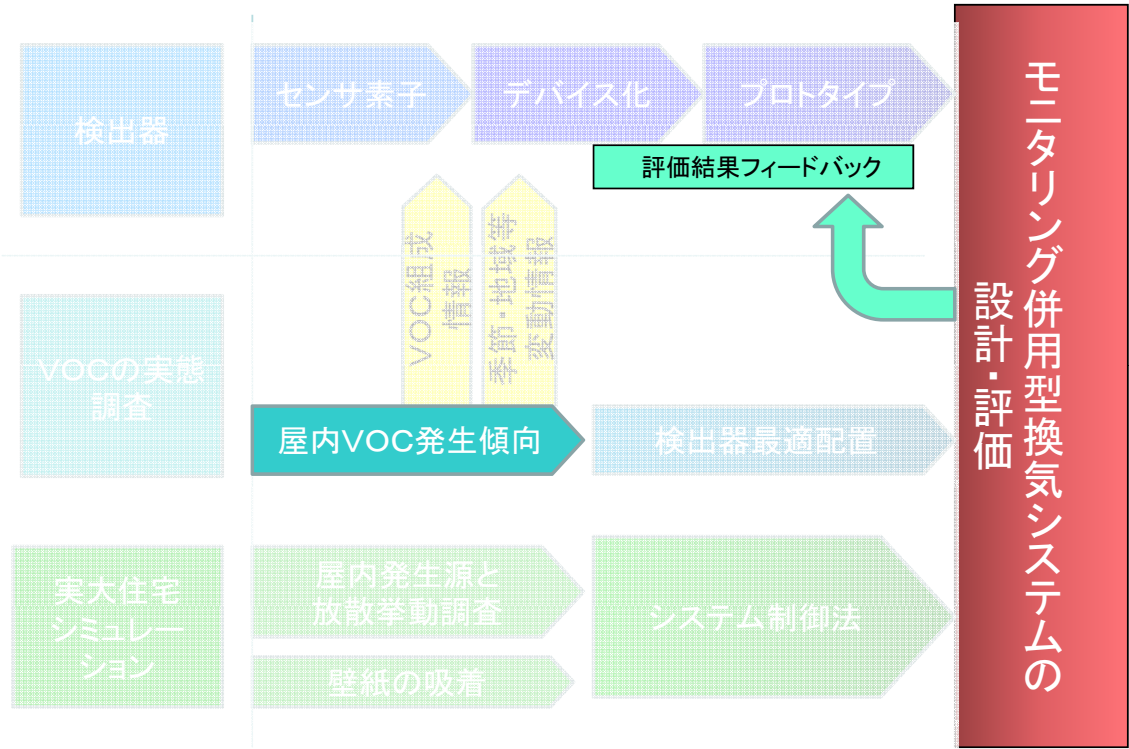 検出器
センサ素子
デバイス化
プロトタイプ
評価結果フィードバック
VOC組成
情報
季節・地域等
変動情報
VOCの実態
調査
屋内VOC発生傾向
検出器最適配置
実大住宅
シミュレー
ション
屋内発生源と
放散挙動調査
壁紙の吸着
システム制御法
モニタリング併用型換気システムの
設計・評価